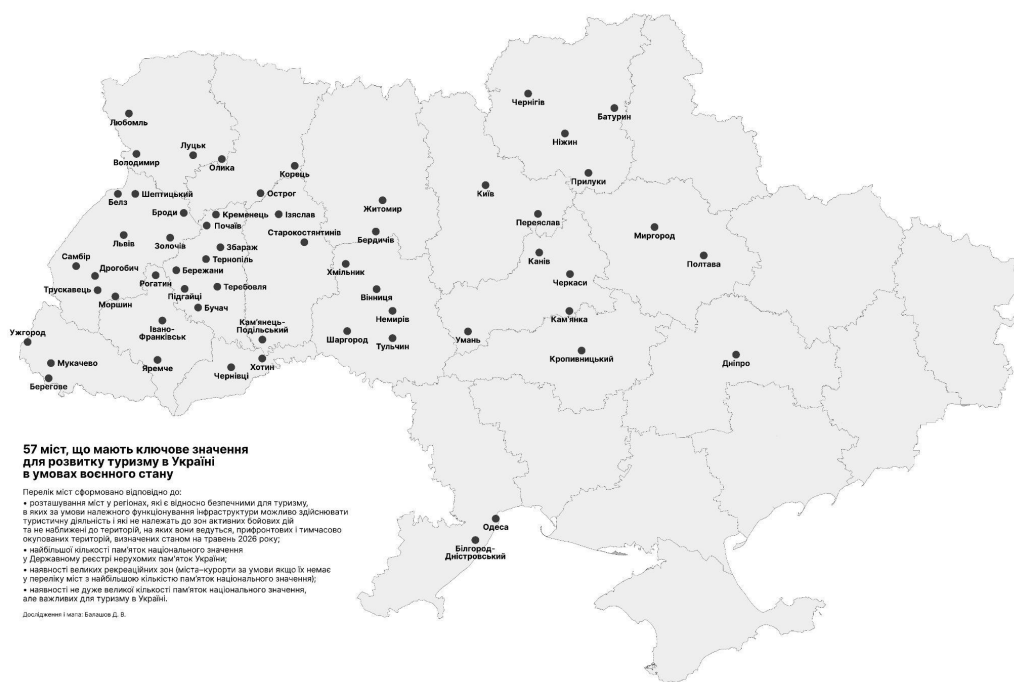 Чернігів
Батурин
Любомль
Ніжин
Луцьк
Володимир
Олика
Корець
Прилуки
Київ
Белз
Шептицький
Острог
Житомир
Броди
Кременець
Ізяслав
Переяслав
Почаїв
Миргород
Старокостянтинів
Бердичів
Львів
Золочів
Збараж
Канів
Полтава
Тернопіль
Самбір
Хмільник
Дрогобич
Рогатин
Бережани
Черкаси
Трускавець
Підгайці
Теребовля
Вінниця
Моршин
Бучач
Немирів
Кам'янка
Івано-
Франківськ
Кам'янець-
Подільський
Ужгород
Шаргород
Тульчин
Умань
Кропивницький
Мукачево
Яремче
Чернівці
Хотин
Дніпро
Берегове
57 міст, що мають ключове значення
для розвитку туризму в Україні
в умовах воєнного стану
Перелік міст сформовано відповідно до:
• розташування міст у регіонах, які є відносно безпечними для туризму,
в яких за умови належного функціонування інфраструктури можливо здійснювати
туристичну діяльність і які не належать до зон активних бойових дій
та не наближені до територій, на яких вони ведуться, прифронтових і тимчасово
окупованих територій, визначених станом на травень 2026 року;
• найбільшої кількості пам'яток національного значення
у Державному реєстрі нерухомих пам'яток України;
• наявності великих рекреаційних зон (міста–курорти за умови якщо їх немає
у переліку міст з найбільшою кількістю пам'яток національного значення);
• наявності не дуже великої кількості пам'яток національного значення,
але важливих для туризму в Україні.
Дослідження і мапа: Балашов Д. В.
Одеса
Білгород-
Дністровський